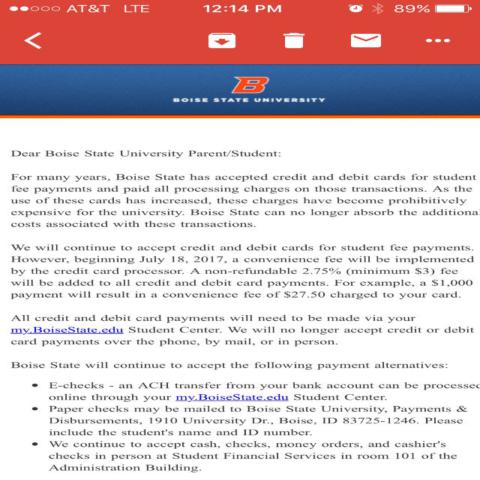 AT&T LTE 12:14 PM 89%
B
BOISE STATE UNIVERSITY
Dear Boise State University Parent/Student:
For many years, Boise State has accepted credit and debit cards for student
fee payments and paid all processing charges on those transactions. As the
use of these cards has increased, these charges have become prohibitively
expensive for the university. Boise State can no longer absorb the additional
costs associated with these transactions.
We will continue to accept credit and debit cards for student fee payments.
However, beginning July 18, 2017, a convenience fee will be implemented
by the credit card processor. A non-refundable 2.75% (minimum $3) fee
will be added to all credit and debit card payments. For example, a $1,000
payment will result in a convenience fee of $27.50 charged to your card.
All credit and debit card payments will need to be made via your
my.BoiseState.edu Student Center. We will no longer accept credit or debit
card payments over the phone, by mail, or in person.
Boise State will continue to accept the following payment alternatives:
• E-checks - an ACH transfer from your bank account can be processed
online through your my.BoiseState.edu Student Center.
• Paper checks may be mailed to Boise State University, Payments &
Disbursements, 1910 University Dr., Boise, ID 83725-1246. Please
include the student's name and ID number.
• We continue to accept cash, checks, money orders, and cashier's
checks in person at Student Financial Services in room 101 of the
Administration Building.